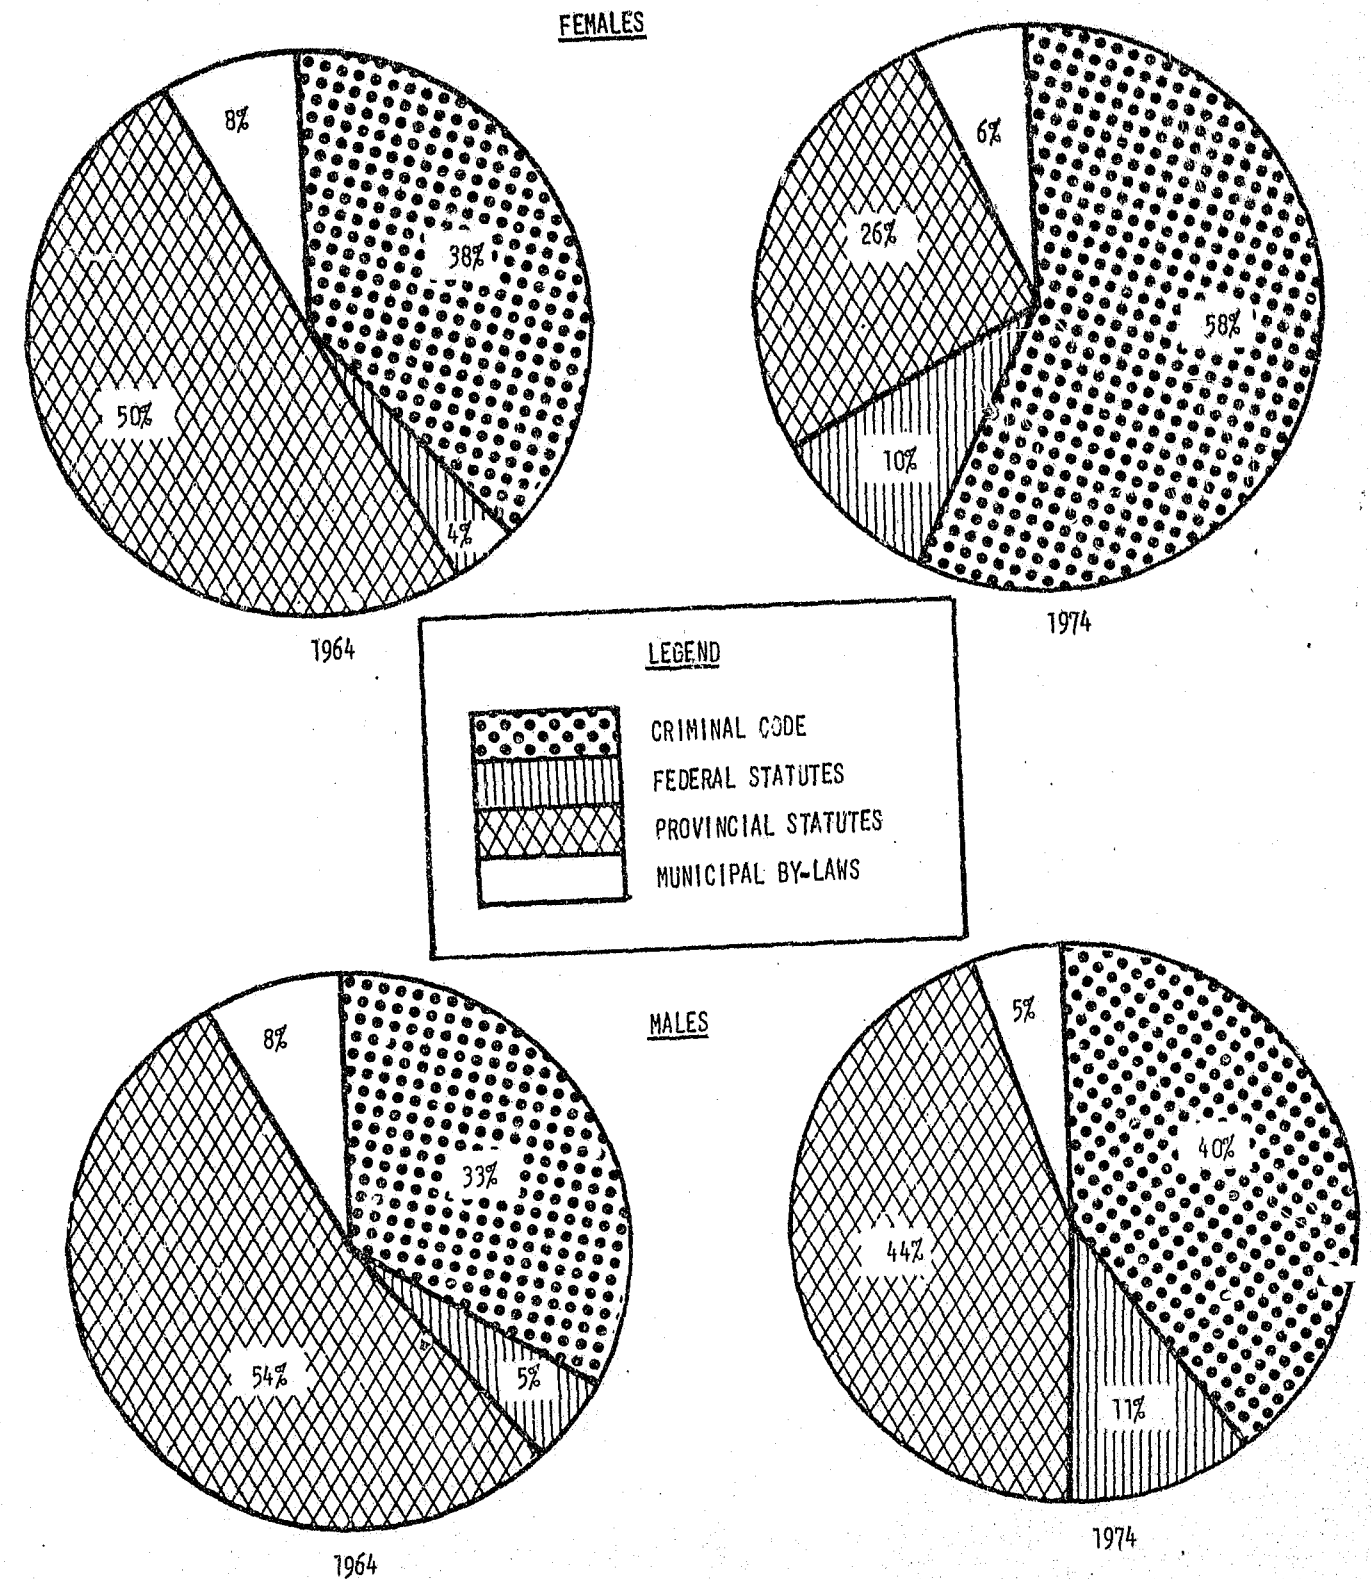 FEMALES
8%
38%
50%
4%
1964
6%
26%
58%
10%
1974
LEGEND
CRIMINAL CODE
FEDERAL STATUTES
PROVINCIAL STATUTES
MUNICIPAL BY-LAWS
MALES
8%
33%
54%
5%
1964
5%
40%
44%
11%
1974